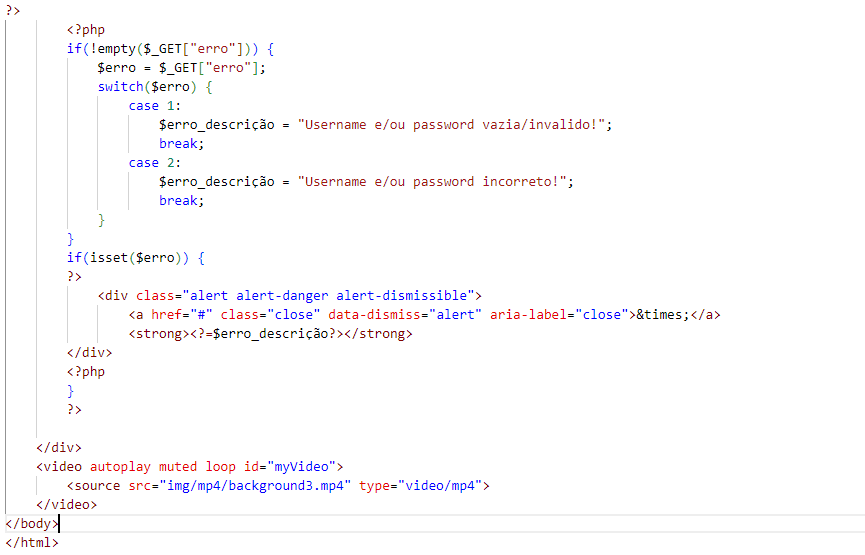 ?>
<?php
if(!empty($_GET["erro"])) {
$erro = $_GET["erro"];
switch($erro) {
case 1:
$erro_descrição = "Username e/ou password vazia/invalido!";
break;
case 2:
$erro_descrição = "Username e/ou password incorreto!";
break;
}
}
if(isset($erro)) {
?>
<div class="alert alert-danger alert-dismissible">
<a href="#" class="close" data-dismiss="alert" aria-label="close">&times;</a>
<strong><?=$erro_descrição?></strong>
</div>
<?php
}
?>
</div>
<video autoplay muted loop id="myVideo">
<source src="img/mp4/background3.mp4" type="video/mp4">
</video>
</body>
</html>